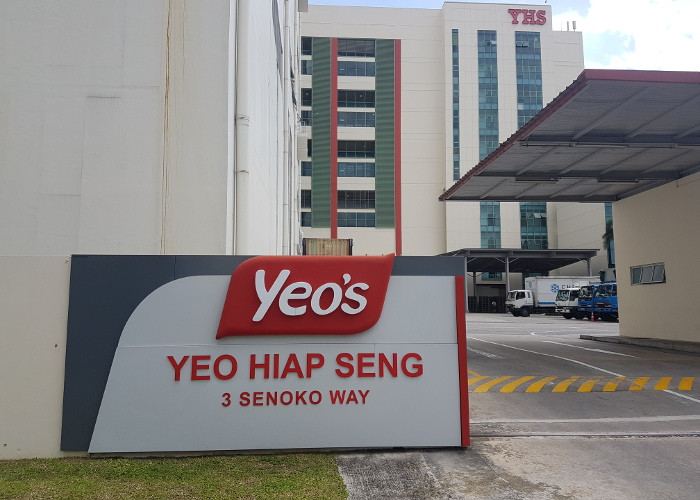 YHS
Yeo's
YEO HIAP SENG
3 SENOKO WAY